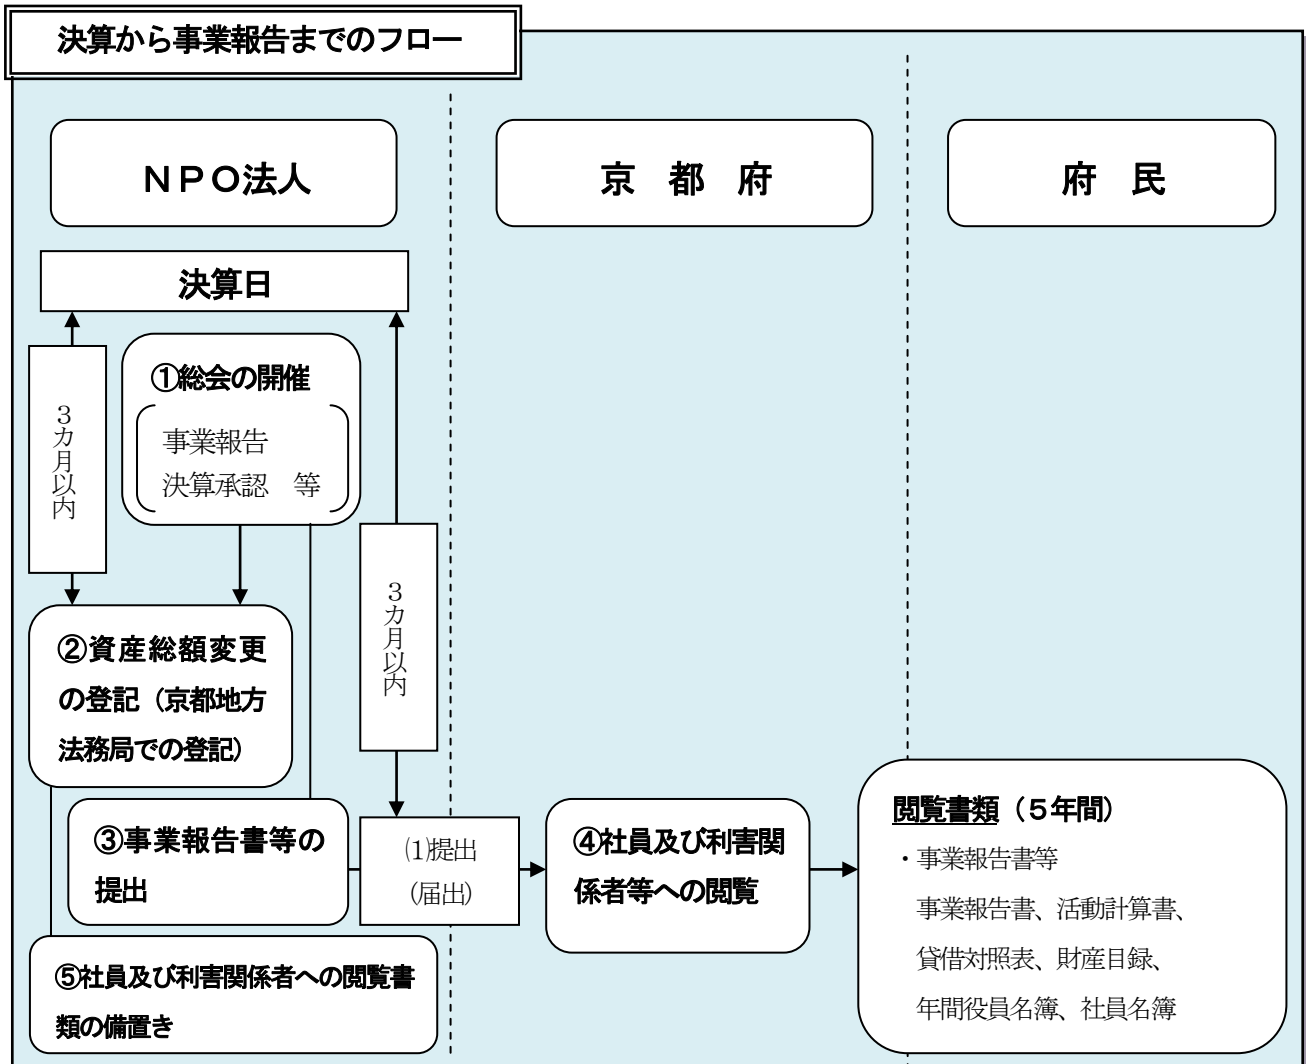 決算から事業報告までのフロー
ＮＰＯ法人
京　都　府
府　民
決算日
３カ月以内
①総会の開催
事業報告
決算承認　等
３カ月以内
②資産総額変更
の登記（京都地方
法務局での登記）
③事業報告書等の
提出
⑴提出
（届出）
④社員及び利害関
係者等への閲覧
閲覧書類（５年間）
・事業報告書等
事業報告書、活動計算書、
貸借対照表、財産目録、
年間役員名簿、社員名簿
⑤社員及び利害関係者への閲覧書
類の備置き